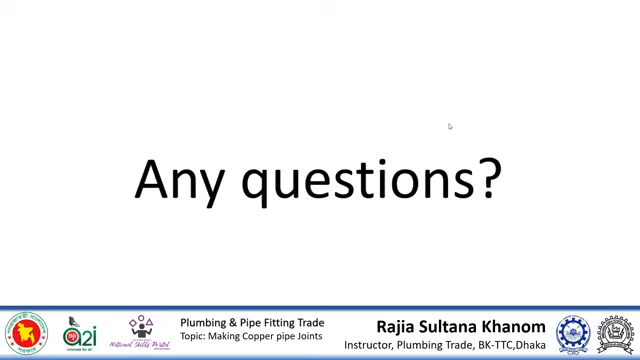 Any questions?
a2i
National Skills Portal
Plumbing & Pipe Fitting Trade
Topic: Making Copper pipe Joints
Rajia Sultana Khanom
Instructor, Plumbing Trade, BK-TTC,Dhaka